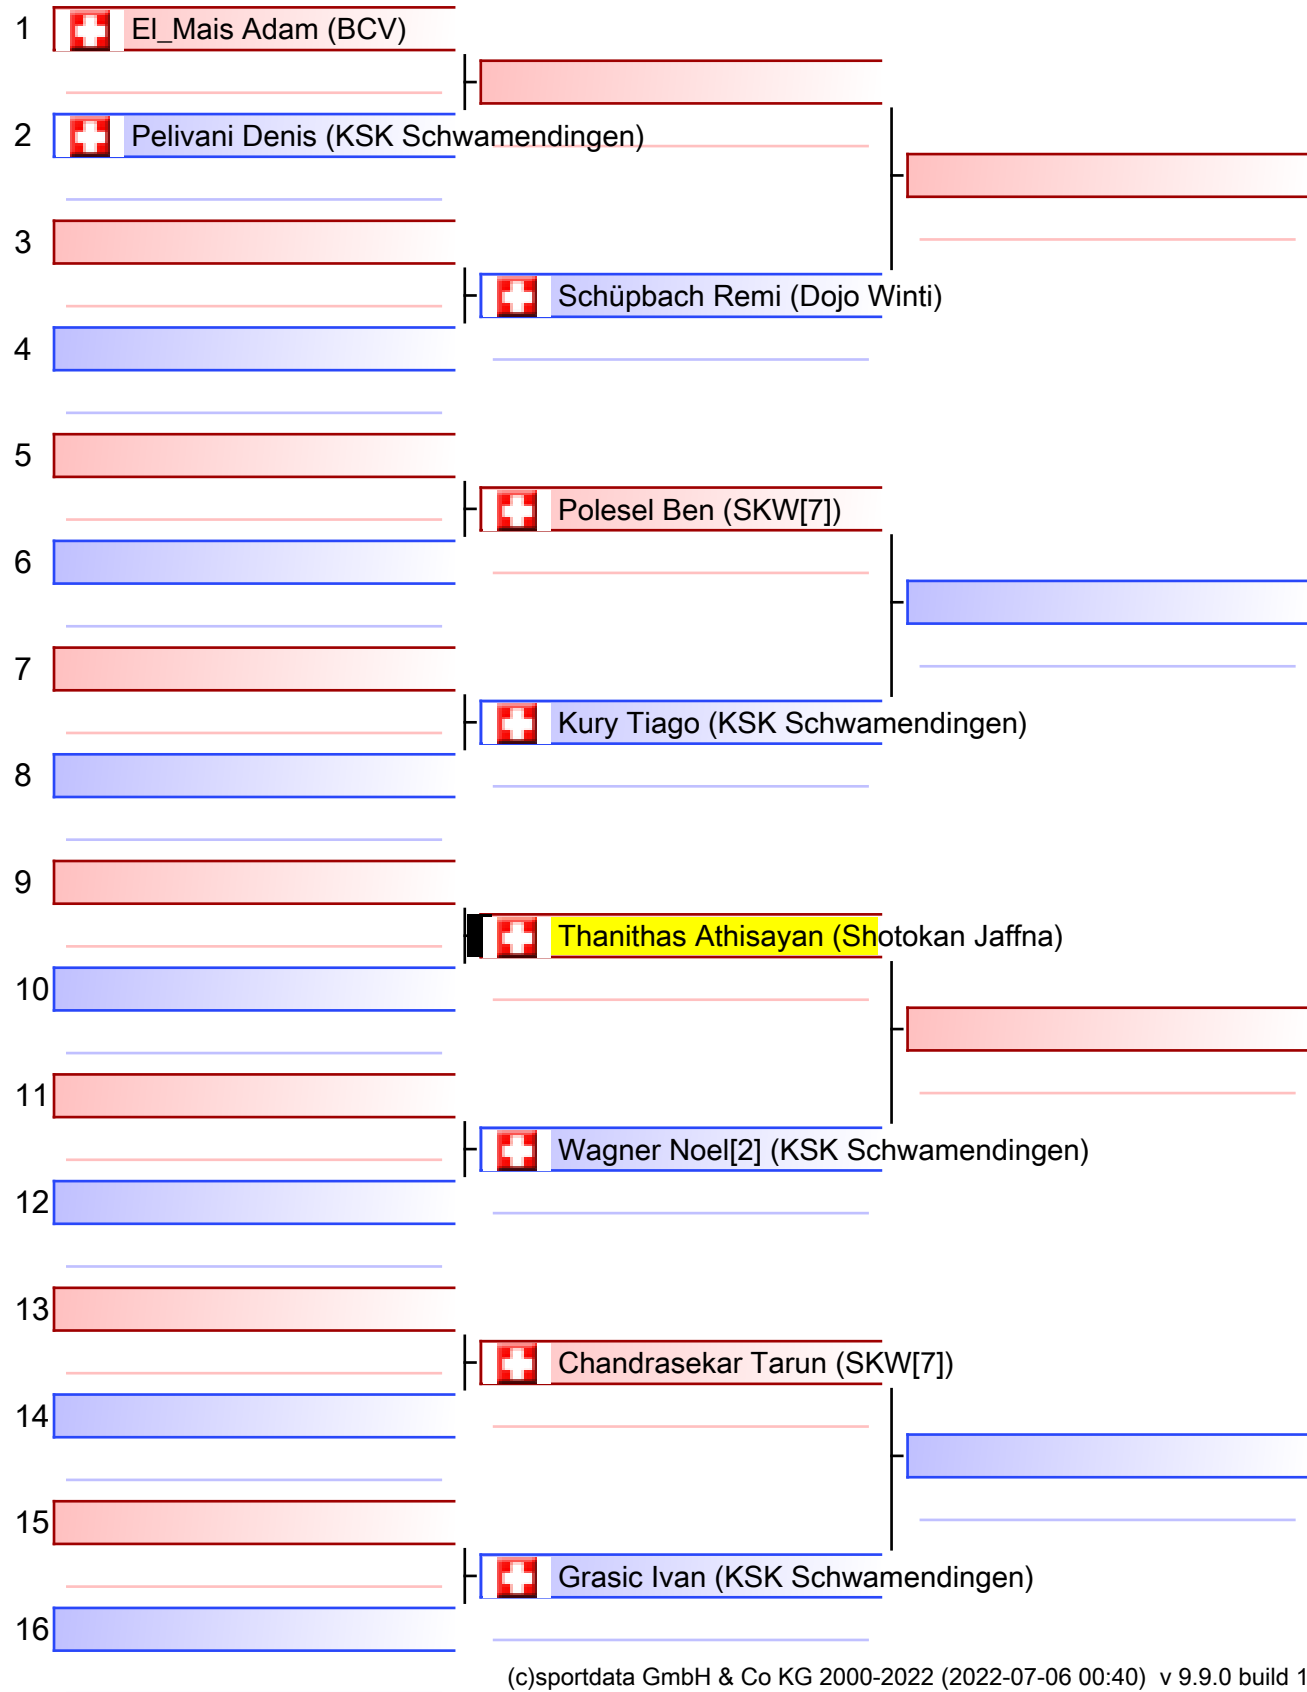 1 El_Mais Adam (BCV)
2 Pelivani Denis (KSK Schwamendingen)
3
Schüpbach Remi (Dojo Winti)
4
5
Polesel Ben (SKW[7])
6
7
Kury Tiago (KSK Schwamendingen)
8
9
Thanithas Athisayan (Shotokan Jaffna)
10
11
Wagner Noel[2] (KSK Schwamendingen)
12
13
Chandrasekar Tarun (SKW[7])
14
15
Grasic Ivan (KSK Schwamendingen)
16
(c)sportdata GmbH & Co KG 2000-2022 (2022-07-06 00:40) v 9.9.0 build 1